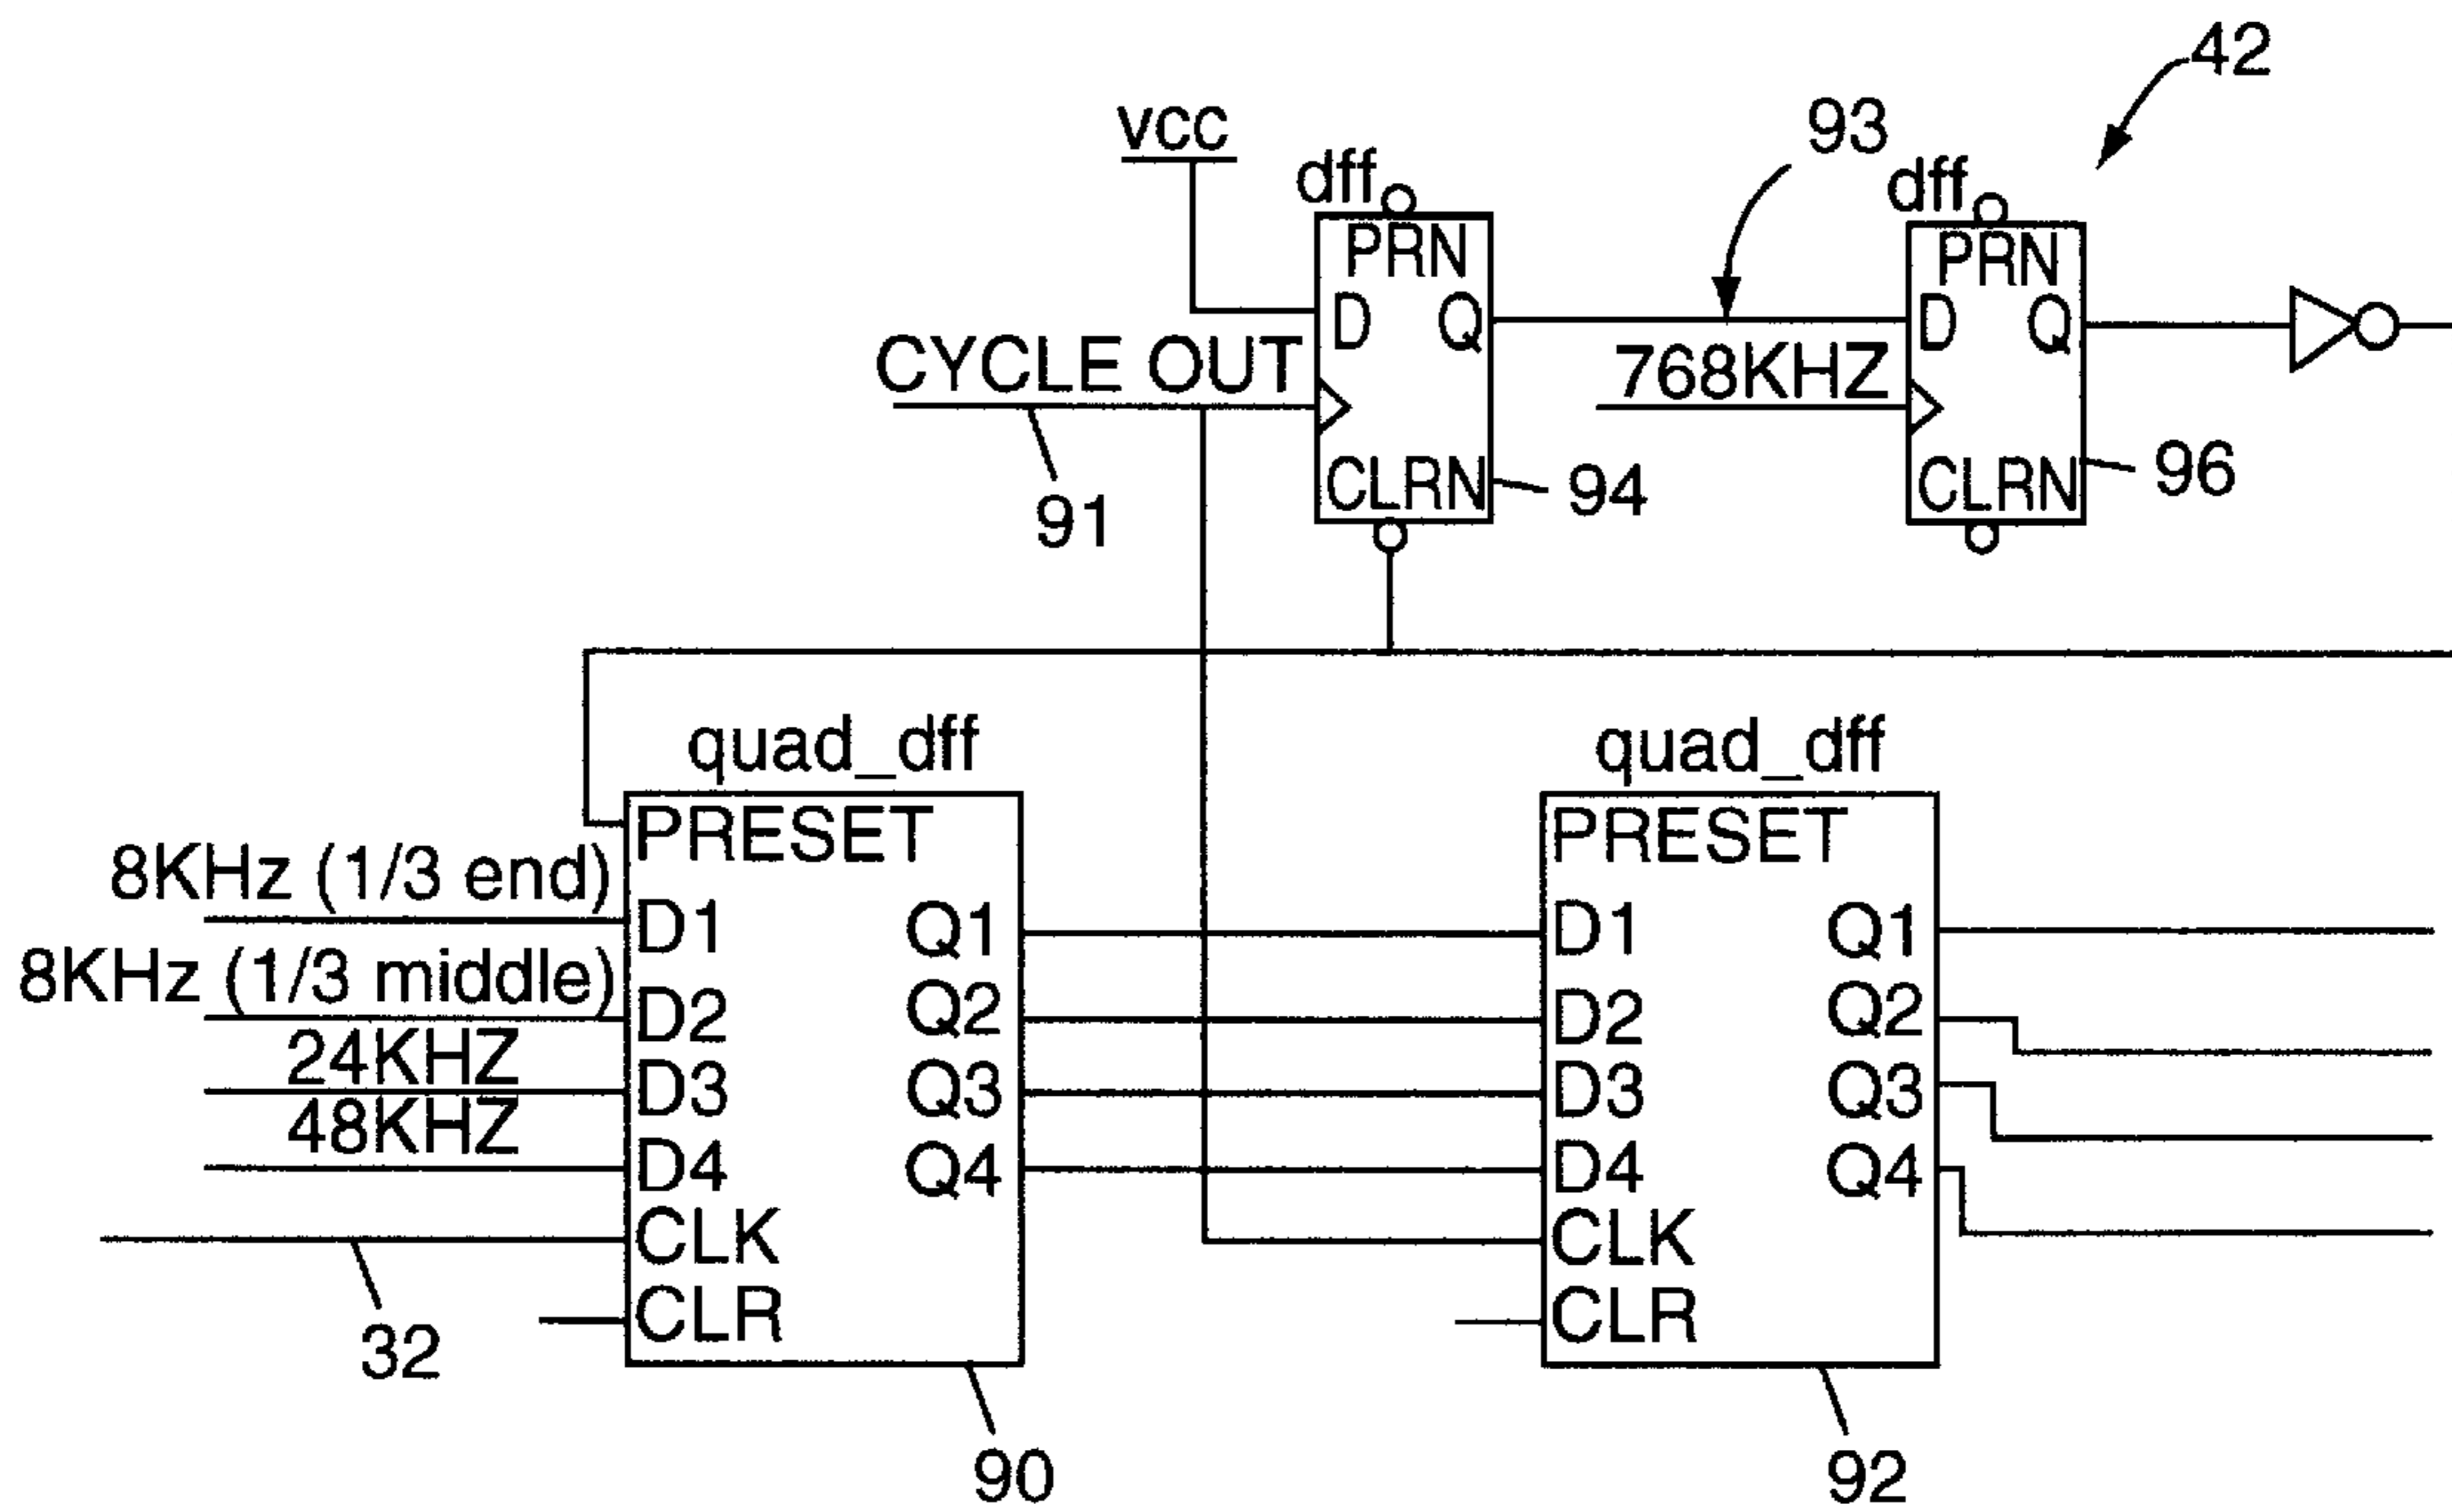 42
vcc
93
dff
dff
PRN
PRN
D Q
D Q
CYCLE OUT
768KHZ
CLRN
94
CLRN
96
91
quad_dff
quad_dff
PRESET
PRESET
8KHz (1/3 end)
D1 Q1
D1 Q1
8KHz (1/3 middle)
D2 Q2
D2 Q2
24KHZ
D3 Q3
D3 Q3
48KHZ
D4 Q4
D4 Q4
CLK
CLK
32
CLR
CLR
90
92